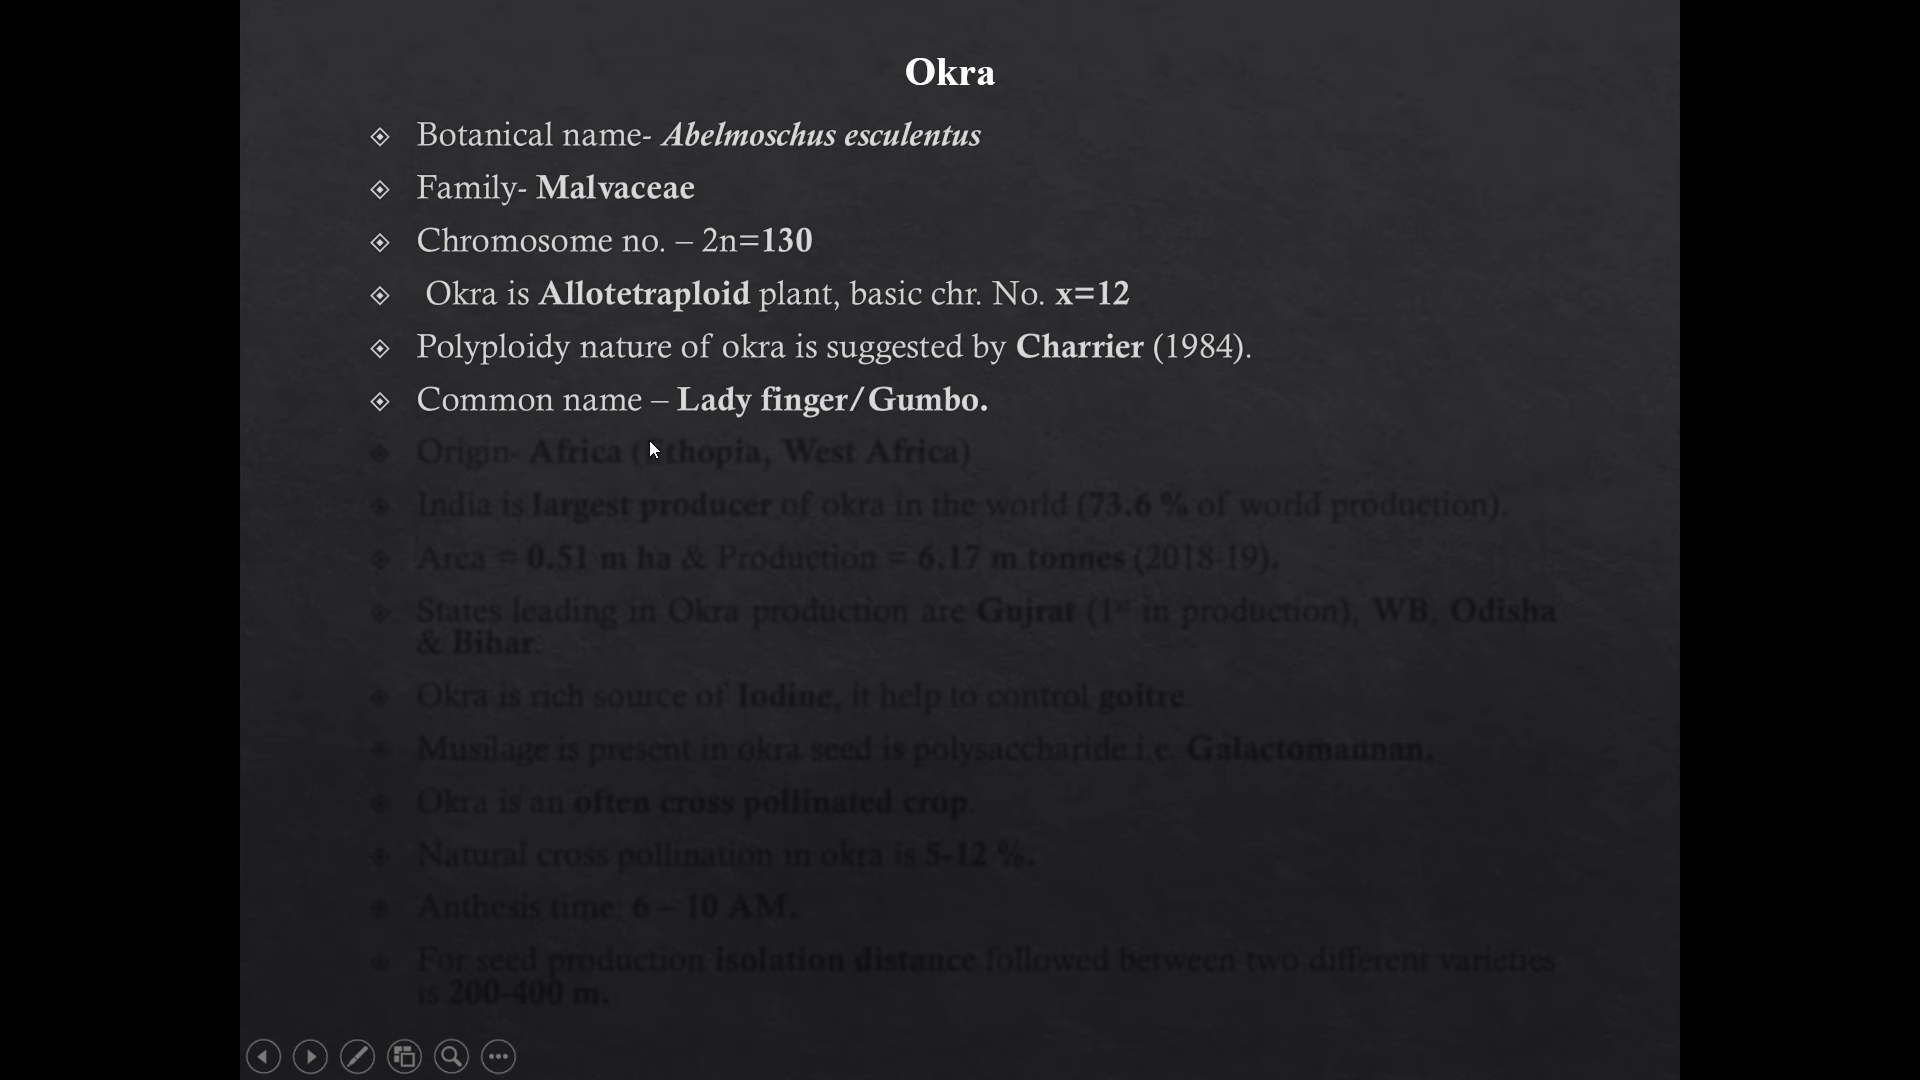 Okra
Botanical name- Abelmoschus esculentus
Family- Malvaceae
Chromosome no. – 2n=130
Okra is Allotetraploid plant, basic chr. No. x=12
Polyploidy nature of okra is suggested by Charrier (1984).
Common name – Lady finger/Gumbo.
Origin- Africa (Ethopia, West Africa)
India is largest producer of okra in the world (73.6 % of world production).
Area = 0.51 m ha & Production = 6.17 m tonnes (2018-19).
States leading in Okra production are Gujrat (1st in production), WB, Odisha
& Bihar.
Okra is rich source of Iodine, it help to control goitre.
Musilage is present in okra seed is polysaccharide i.e. Galactomannan.
Okra is an often cross pollinated crop.
Natural cross pollination in okra is 5-12 %.
Anthesis time: 6 – 10 AM.
For seed production isolation distance followed between two different varieties
is 200-400 m.